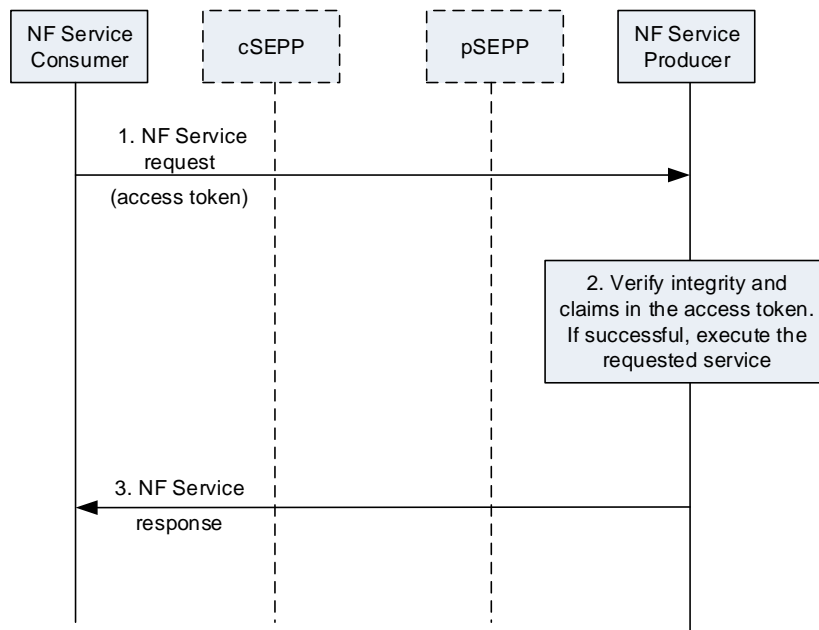 NF Service
Consumer
cSEPP
pSEPP
NF Service
Producer
1. NF Service
request
(access token)
2. Verify integrity and
claims in the access token.
If successful, execute the
requested service
3. NF Service
response